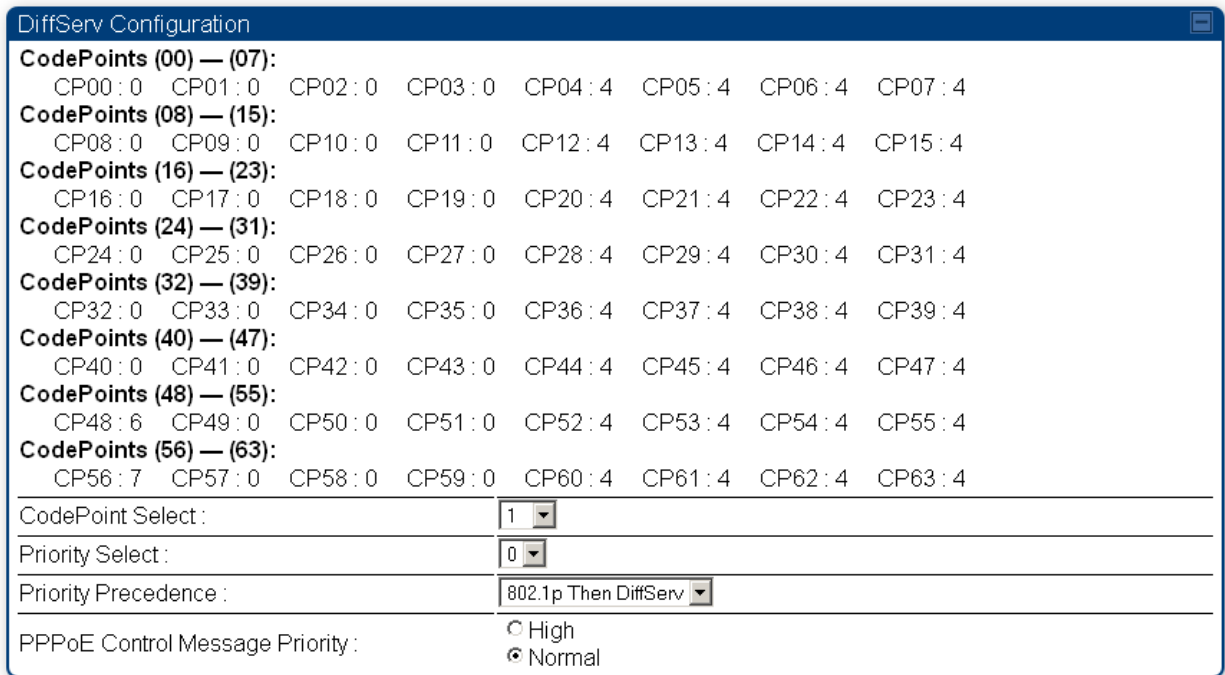 DiffServ Configuration
CodePoints (00) — (07):
CP00 : 0 CP01 : 0 CP02 : 0 CP03 : 0 CP04 : 4 CP05 : 4 CP06 : 4 CP07 : 4
CodePoints (08) — (15):
CP08 : 0 CP09 : 0 CP10 : 0 CP11 : 0 CP12 : 4 CP13 : 4 CP14 : 4 CP15 : 4
CodePoints (16) — (23):
CP16 : 0 CP17 : 0 CP18 : 0 CP19 : 0 CP20 : 4 CP21 : 4 CP22 : 4 CP23 : 4
CodePoints (24) — (31):
CP24 : 0 CP25 : 0 CP26 : 0 CP27 : 0 CP28 : 4 CP29 : 4 CP30 : 4 CP31 : 4
CodePoints (32) — (39):
CP32 : 0 CP33 : 0 CP34 : 0 CP35 : 0 CP36 : 4 CP37 : 4 CP38 : 4 CP39 : 4
CodePoints (40) — (47):
CP40 : 0 CP41 : 0 CP42 : 0 CP43 : 0 CP44 : 4 CP45 : 4 CP46 : 4 CP47 : 4
CodePoints (48) — (55):
CP48 : 6 CP49 : 0 CP50 : 0 CP51 : 0 CP52 : 4 CP53 : 4 CP54 : 4 CP55 : 4
CodePoints (56) — (63):
CP56 : 7 CP57 : 0 CP58 : 0 CP59 : 0 CP60 : 4 CP61 : 4 CP62 : 4 CP63 : 4
CodePoint Select : 1
Priority Select : 0
Priority Precedence : 802.1p Then DiffServ
PPPoE Control Message Priority : High
Normal